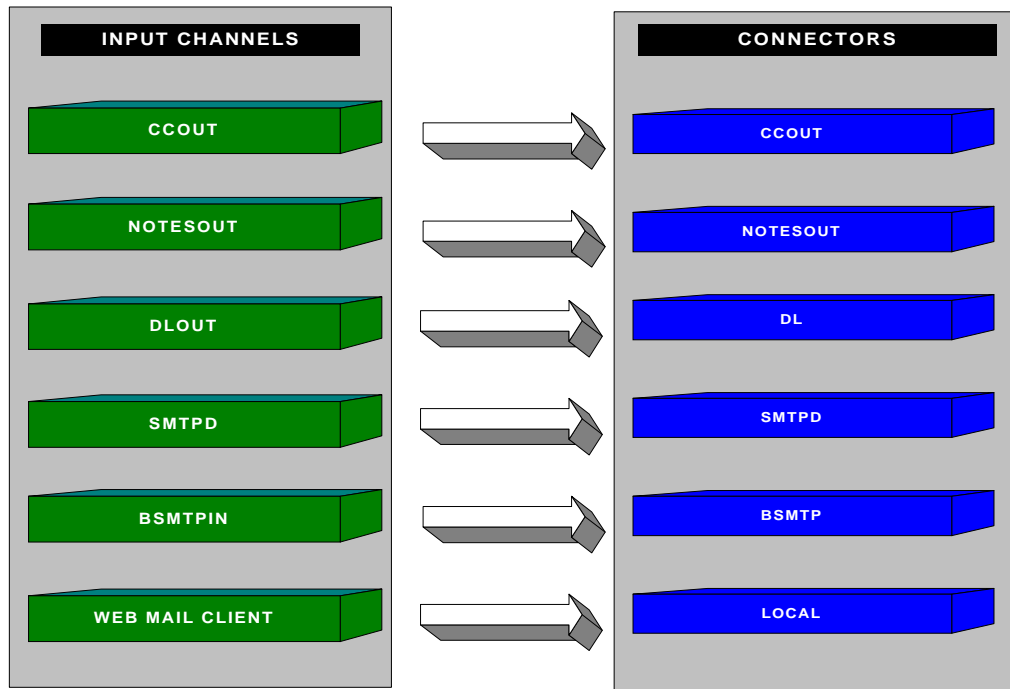 INPUT CHANNELS
CONNECTORS
CCOUT
CCOUT
NOTESOUT
NOTESOUT
DLOUT
DL
SMTPD
SMTPD
BSMTPIN
BSMTP
WEB MAIL CLIENT
LOCAL